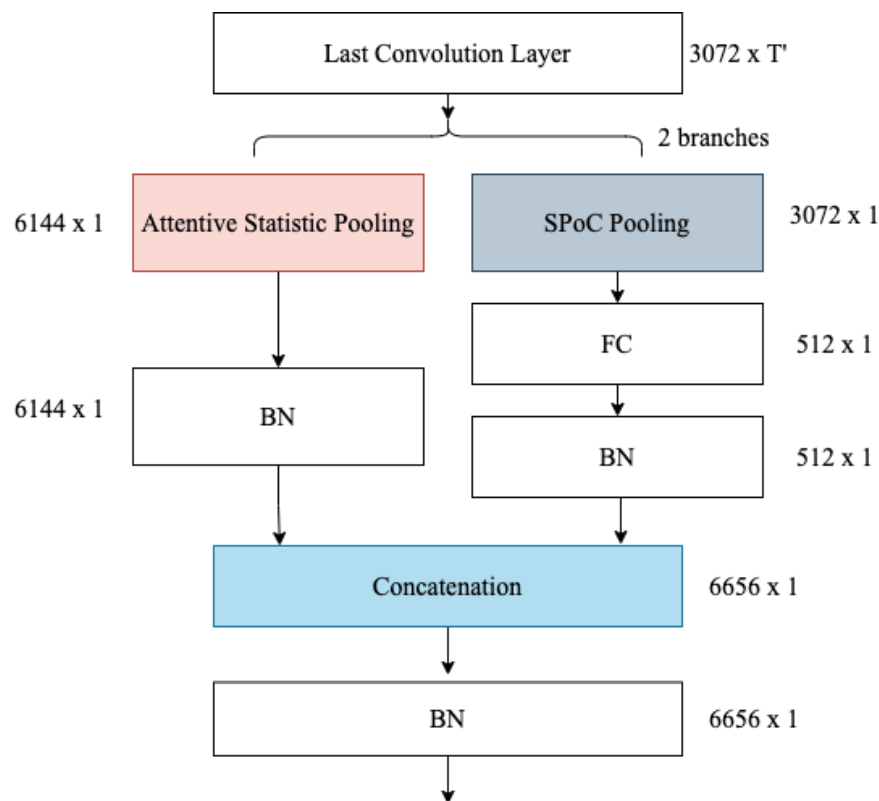 Last Convolution Layer
3072 x T'
2 branches
6144 x 1
Attentive Statistic Pooling
SPoC Pooling
3072 x 1
FC
512 x 1
6144 x 1
BN
BN
512 x 1
Concatenation
6656 x 1
BN
6656 x 1